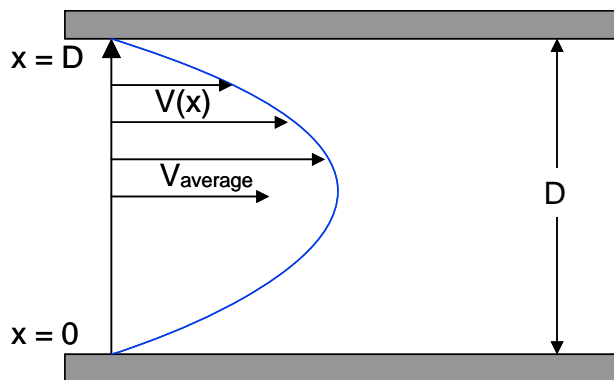 x = D
V(x)
Vaverage
D
x = 0